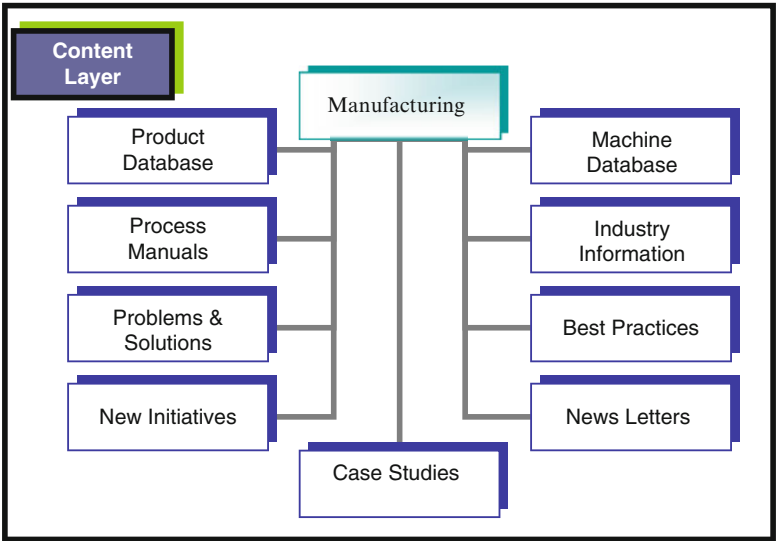 Content
Layer
Manufacturing
Product
Database
Machine
Database
Process
Manuals
Industry
Information
Problems &
Solutions
Best Practices
New Initiatives
News Letters
Case Studies